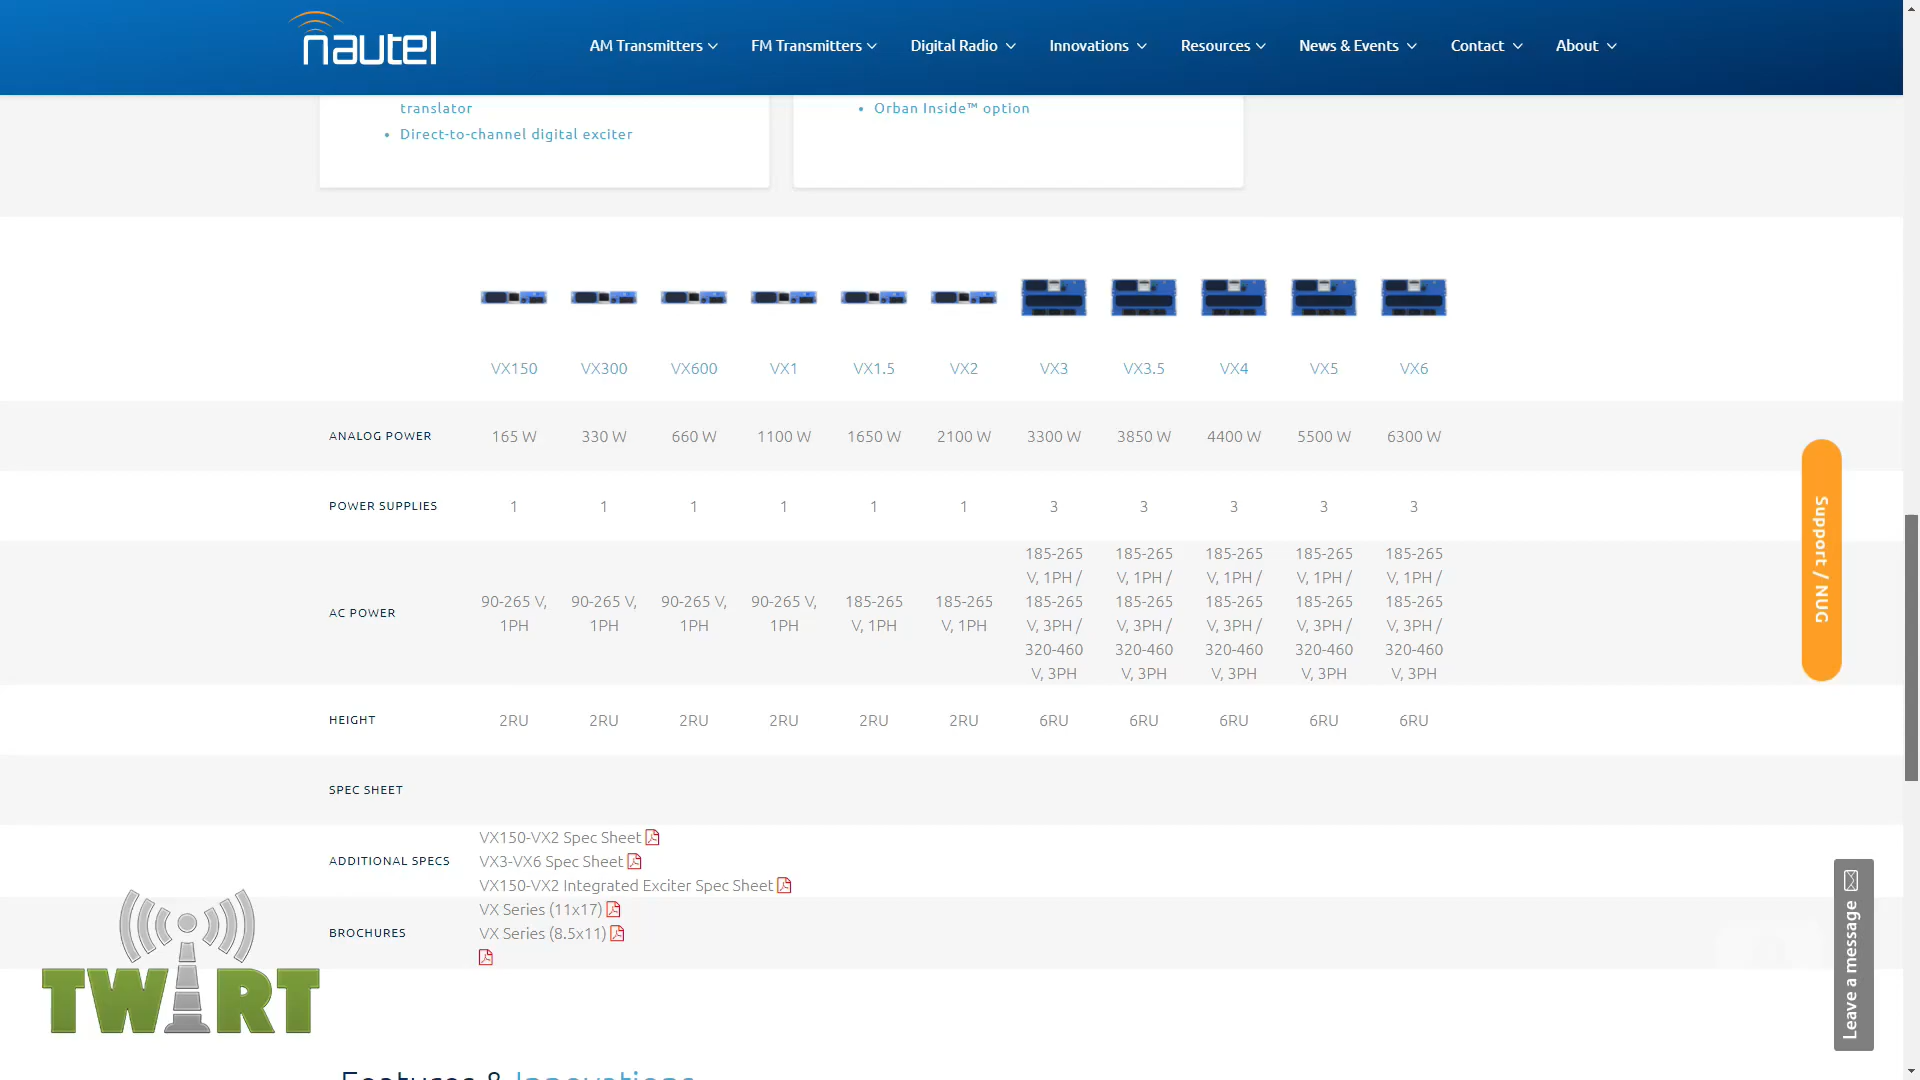 nautel
AM Transmitters FM Transmitters Digital Radio Innovations Resources News & Events Contact About
translator
• Direct-to-channel digital exciter
• Orban Inside™ option
VX150 VX300 VX600 VX1 VX1.5 VX2 VX3 VX3.5 VX4 VX5 VX6
ANALOG POWER 165 W 330 W 660 W 1100 W 1650 W 2100 W 3300 W 3850 W 4400 W 5500 W 6300 W
POWER SUPPLIES 1 1 1 1 1 1 3 3 3 3 3
185-265 185-265 185-265 185-265 185-265
V, 1PH / V, 1PH / V, 1PH / V, 1PH / V, 1PH /
AC POWER 90-265 V, 90-265 V, 90-265 V, 90-265 V, 185-265 185-265 185-265 185-265 185-265 185-265 185-265
1PH 1PH 1PH 1PH V, 1PH V, 1PH V, 3PH / V, 3PH / V, 3PH / V, 3PH / V, 3PH /
320-460 320-460 320-460 320-460 320-460
V, 3PH V, 3PH V, 3PH V, 3PH V, 3PH
HEIGHT 2RU 2RU 2RU 2RU 2RU 2RU 6RU 6RU 6RU 6RU 6RU
SPEC SHEET
ADDITIONAL SPECS
VX150-VX2 Spec Sheet
VX3-VX6 Spec Sheet
VX150-VX2 Integrated Exciter Spec Sheet
BROCHURES
VX Series (11x17)
VX Series (8.5x11)
Features & Innovations
Support / NUG
Leave a message
TWiRT